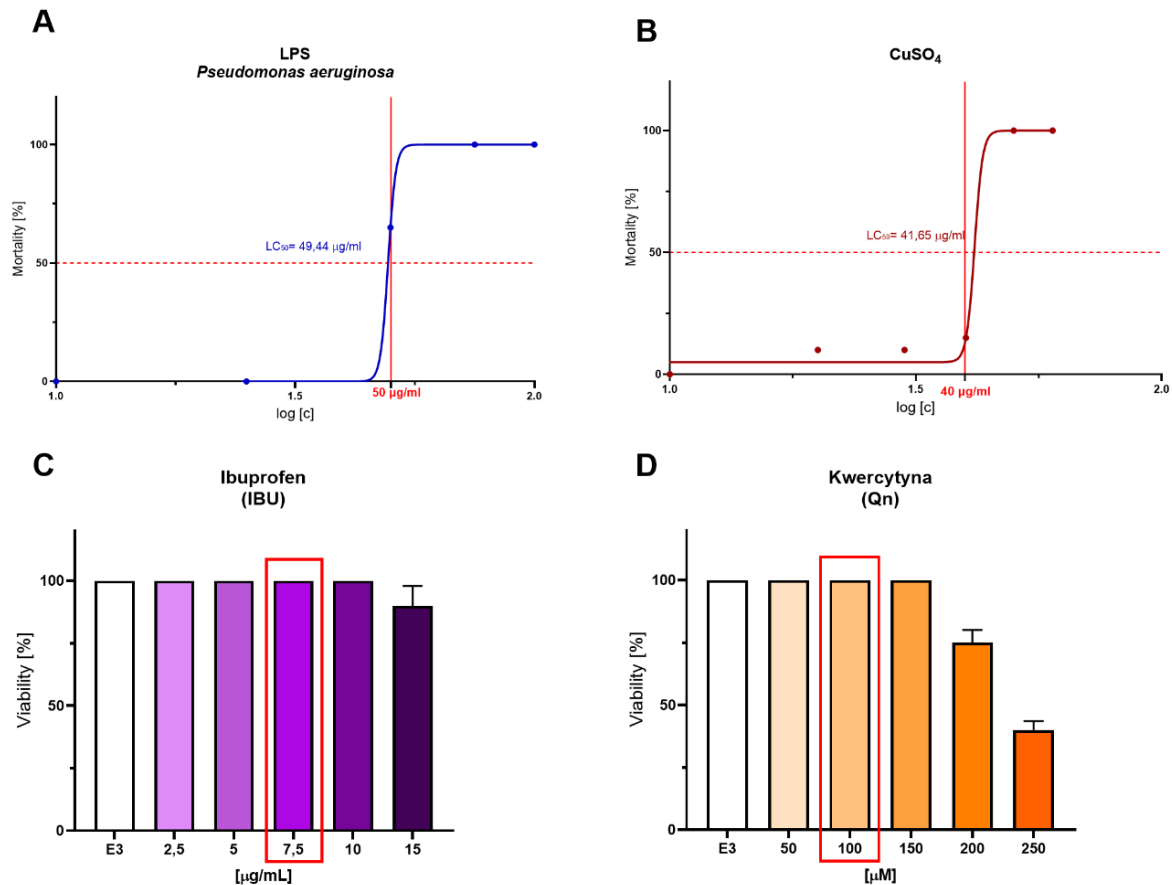 A
LPS
Pseudomonas aeruginosa
Mortality [%]
100
50
0
LC₅₀= 49,44 µg/ml
1.0
1.5
50 µg/ml
2.0
log [c]
B
CuSO₄
Mortality [%]
100
50
0
LC₅₀= 41,65 µg/ml
1.0
1.5
40 µg/ml
2.0
log [c]
C
Ibuprofen
(IBU)
Viability [%]
100
50
0
E3 2,5 5 7,5 10 15
[µg/mL]
D
Kwercytyna
(Qn)
Viability [%]
100
50
0
E3 50 100 150 200 250
[µM]